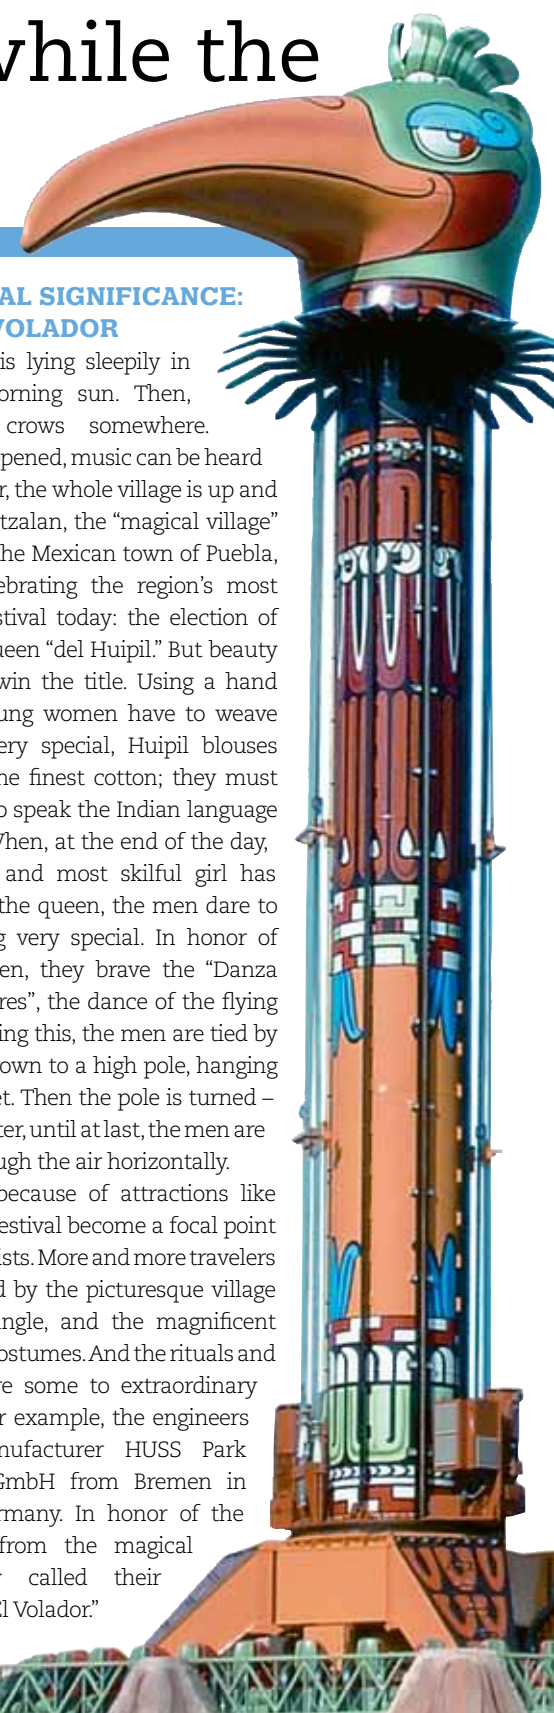 while the
AL SIGNIFICANCE:
VOLADOR
is lying sleepily in
orning sun. Then,
crows somewhere.
pened, music can be heard
r, the whole village is up and
tzalan, the “magical village”
the Mexican town of Puebla,
ebrating the region’s most
stival today: the election of
ueen “del Huipil.” But beauty
win the title. Using a hand
ung women have to weave
ery special, Huipil blouses
ne finest cotton; they must
o speak the Indian language
When, at the end of the day,
and most skilful girl has
the queen, the men dare to
g very special. In honor of
en, they brave the “Danza
res”, the dance of the flying
ing this, the men are tied by
own to a high pole, hanging
et. Then the pole is turned –
ter, until at last, the men are
ugh the air horizontally.
because of attractions like
estival become a focal point
ists. More and more travelers
d by the picturesque village
ngle, and the magnificent
ostumes. And the rituals and
ve some to extraordinary
r example, the engineers
nufacturer HUSS Park
GmbH from Bremen in
rmany. In honor of the
from the magical
y called their
El Volador.”